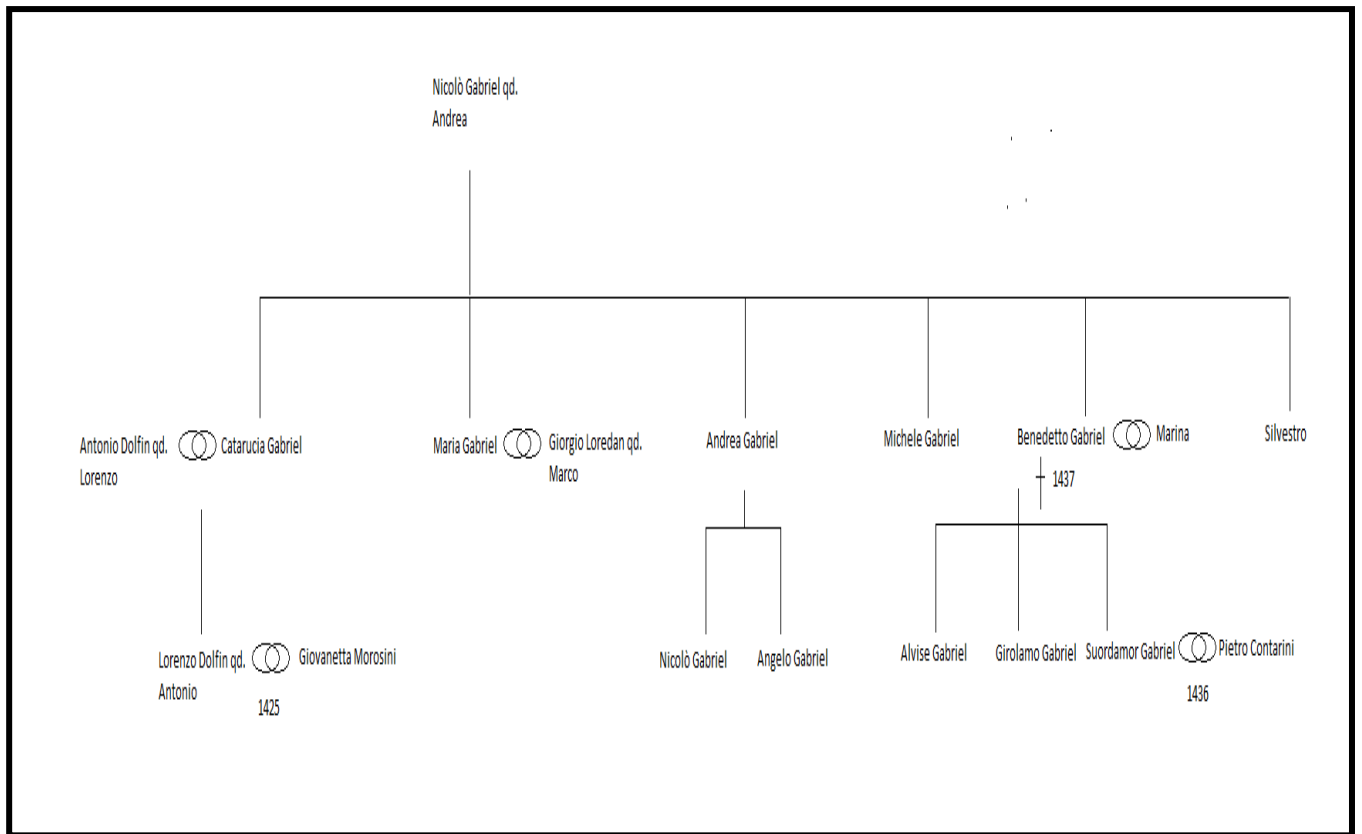 Nicolò Gabriel qd.
Andrea
Antonio Dolfin qd.
Lorenzo
Catarucia Gabriel
Maria Gabriel
Giorgio Loredan qd.
Marco
Andrea Gabriel
Michele Gabriel
Benedetto Gabriel
Marina
Silvestro
1437
Lorenzo Dolfin qd.
Antonio
Giovanetta Morosini
1425
Nicolò Gabriel
Angelo Gabriel
Alvise Gabriel
Girolamo Gabriel
Suordamor Gabriel
Pietro Contarini
1436